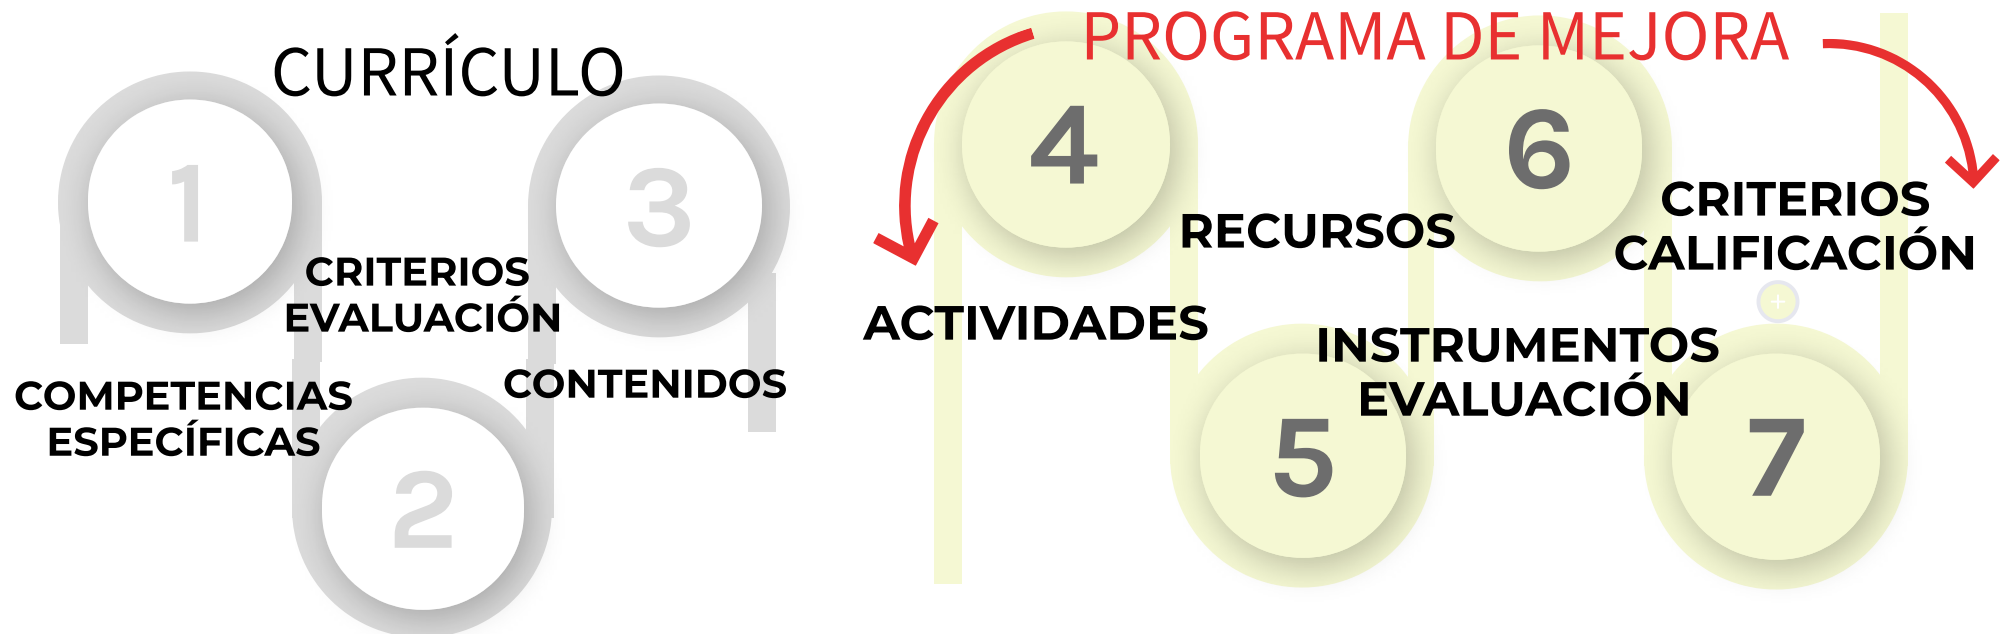 CURRÍCULO
1
COMPETENCIAS
ESPECÍFICAS
2
CRITERIOS
EVALUACIÓN
3
CONTENIDOS
PROGRAMA DE MEJORA
4
ACTIVIDADES
5
RECURSOS
6
INSTRUMENTOS
EVALUACIÓN
7
CRITERIOS
CALIFICACIÓN